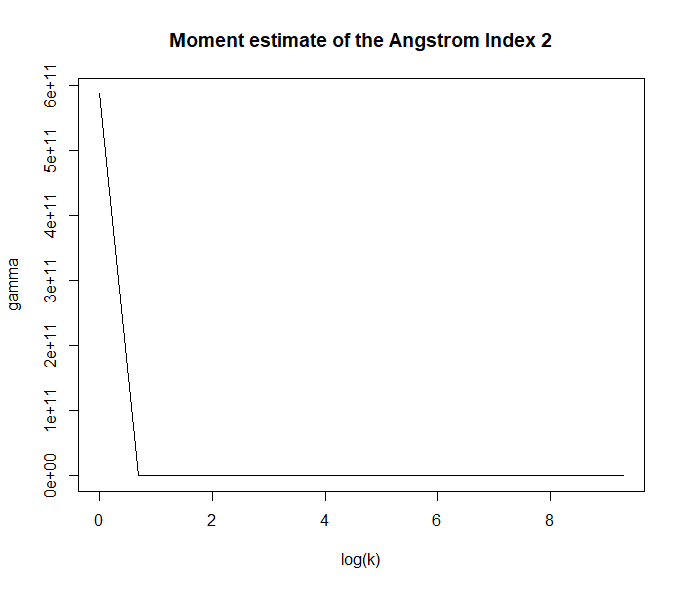 Moment estimate of the Angstrom Index 2
gamma
6e+11
5e+11
4e+11
3e+11
2e+11
1e+11
0e+00
0 2 4 6 8
log(k)